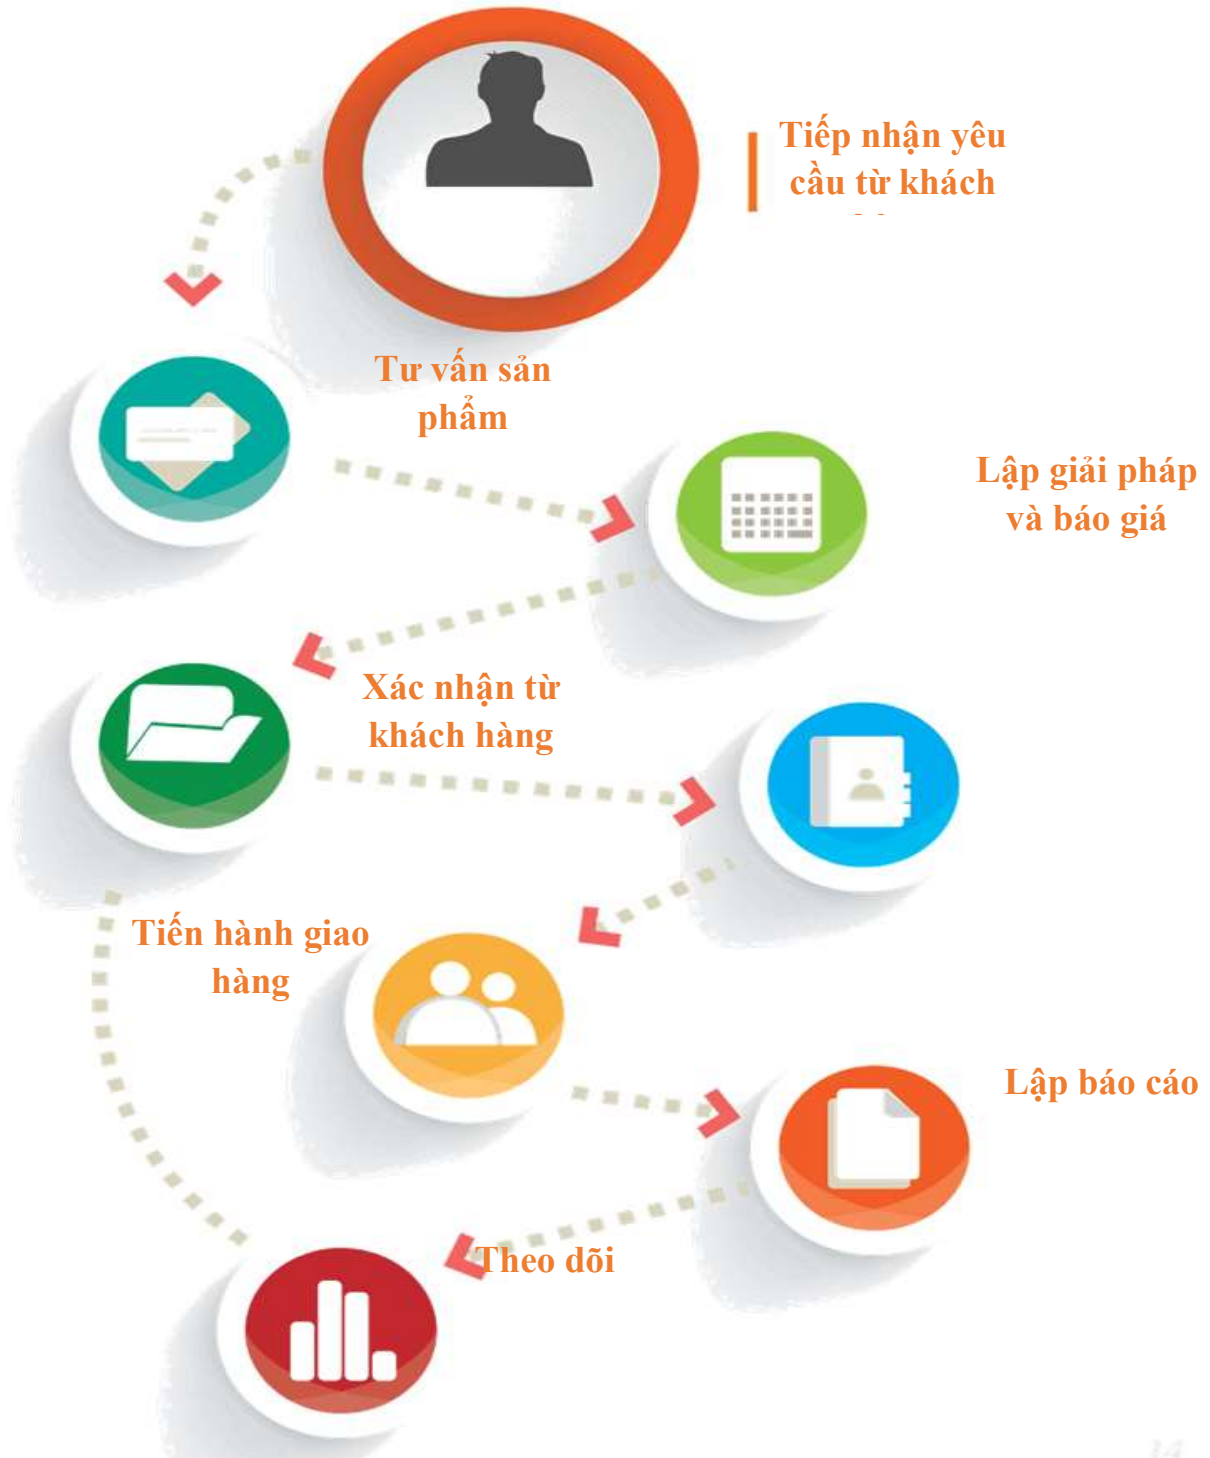 Tiếp nhận yêu
cầu từ khách
Tư vấn sản
phẩm
Lập giải pháp
và báo giá
Xác nhận từ
khách hàng
Tiến hành giao
hàng
Lập báo cáo
Theo dõi
14